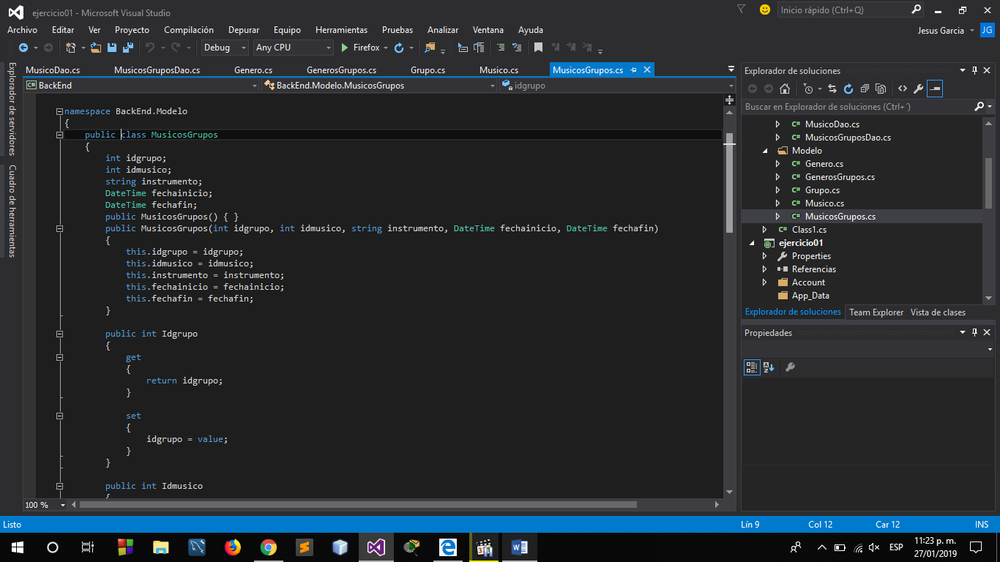 ejercicio01 - Microsoft Visual Studio
Inicio rápido (Ctrl+Q)
Archivo Editar Ver Proyecto Compilación Depurar Equipo Herramientas Pruebas Analizar Ventana Ayuda
Jesus Garcia JG
Debug Any CPU Firefox
Explorador de servidores
Cuadro de herramientas
MusicoDao.cs MusicosGruposDao.cs Genero.cs GenerosGrupos.cs Grupo.cs Musico.cs MusicosGrupos.cs
BackEnd BackEnd.Modelo.MusicosGrupos idgrupo
namespace BackEnd.Modelo
{
public class MusicosGrupos
{
int idgrupo;
int idmusico;
string instrumento;
DateTime fechainicio;
DateTime fechafin;
public MusicosGrupos() { }
public MusicosGrupos(int idgrupo, int idmusico, string instrumento, DateTime fechainicio, DateTime fechafin)
{
this.idgrupo = idgrupo;
this.idmusico = idmusico;
this.instrumento = instrumento;
this.fechainicio = fechainicio;
this.fechafin = fechafin;
}
public int Idgrupo
{
get
{
return idgrupo;
}
set
{
idgrupo = value;
}
}
public int Idmusico
{
100 %
Explorador de soluciones
Buscar en Explorador de soluciones (Ctrl+´)
C# MusicoDao.cs
C# MusicosGruposDao.cs
Modelo
C# Genero.cs
C# GenerosGrupos.cs
C# Grupo.cs
C# Musico.cs
C# MusicosGrupos.cs
C# Class1.cs
ejercicio01
Properties
Referencias
Account
App_Data
Explorador de soluciones Team Explorer Vista de clases
Propiedades
Listo Lín 9 Col 12 Car 12 INS
ESP
11:23 p. m.
27/01/2019